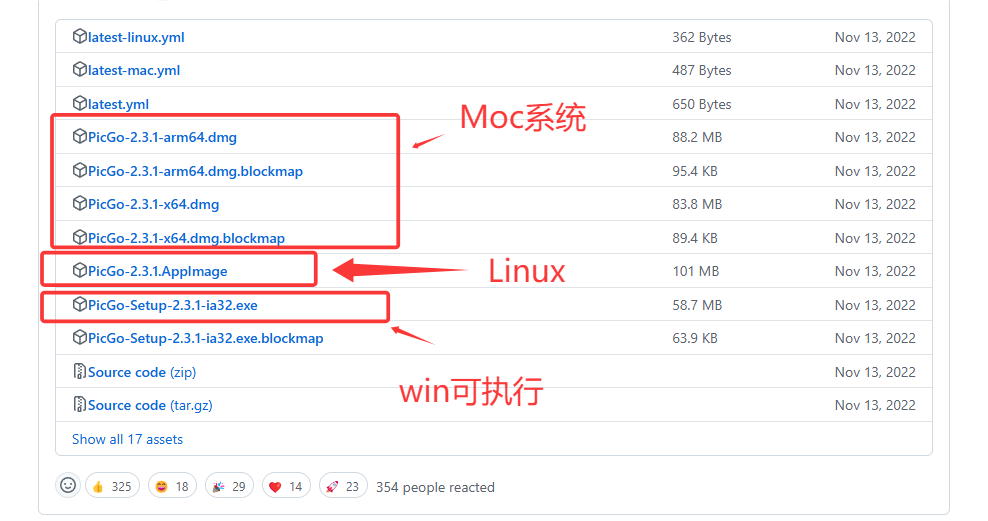 latest-linux.yml 362 Bytes Nov 13, 2022
latest-mac.yml 487 Bytes Nov 13, 2022
latest.yml 650 Bytes Nov 13, 2022
Moc系统
PicGo-2.3.1-arm64.dmg 88.2 MB Nov 13, 2022
PicGo-2.3.1-arm64.dmg.blockmap 95.4 KB Nov 13, 2022
PicGo-2.3.1-x64.dmg 83.8 MB Nov 13, 2022
PicGo-2.3.1-x64.dmg.blockmap 89.4 KB Nov 13, 2022
PicGo-2.3.1.AppImage 101 MB Nov 13, 2022
Linux
PicGo-Setup-2.3.1-ia32.exe 58.7 MB Nov 13, 2022
PicGo-Setup-2.3.1-ia32.exe.blockmap 63.9 KB Nov 13, 2022
Source code (zip) Nov 13, 2022
win可执行
Source code (tar.gz) Nov 13, 2022
Show all 17 assets
325 18 29 14 23 354 people reacted